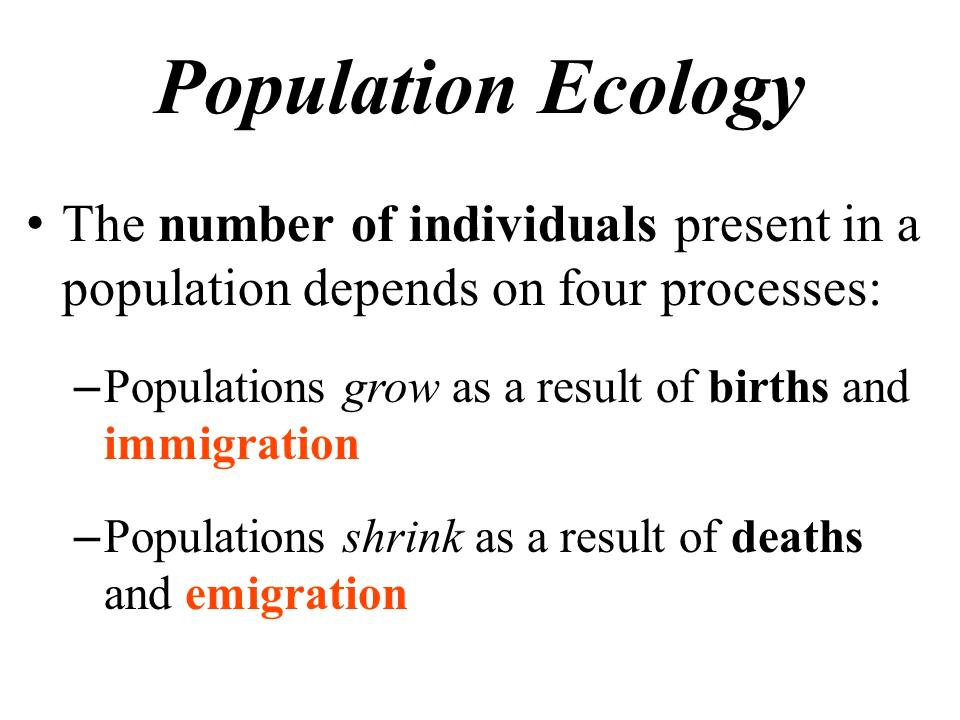 Population Ecology
• The number of individuals present in a
population depends on four processes:
– Populations grow as a result of births and
immigration
– Populations shrink as a result of deaths
and emigration